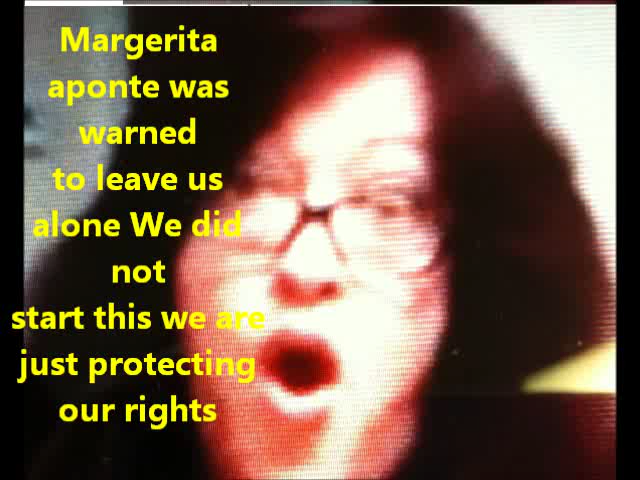 Margerita
aponte was
warned
to leave us
alone We did
not
start this we are
just protecting
our rights